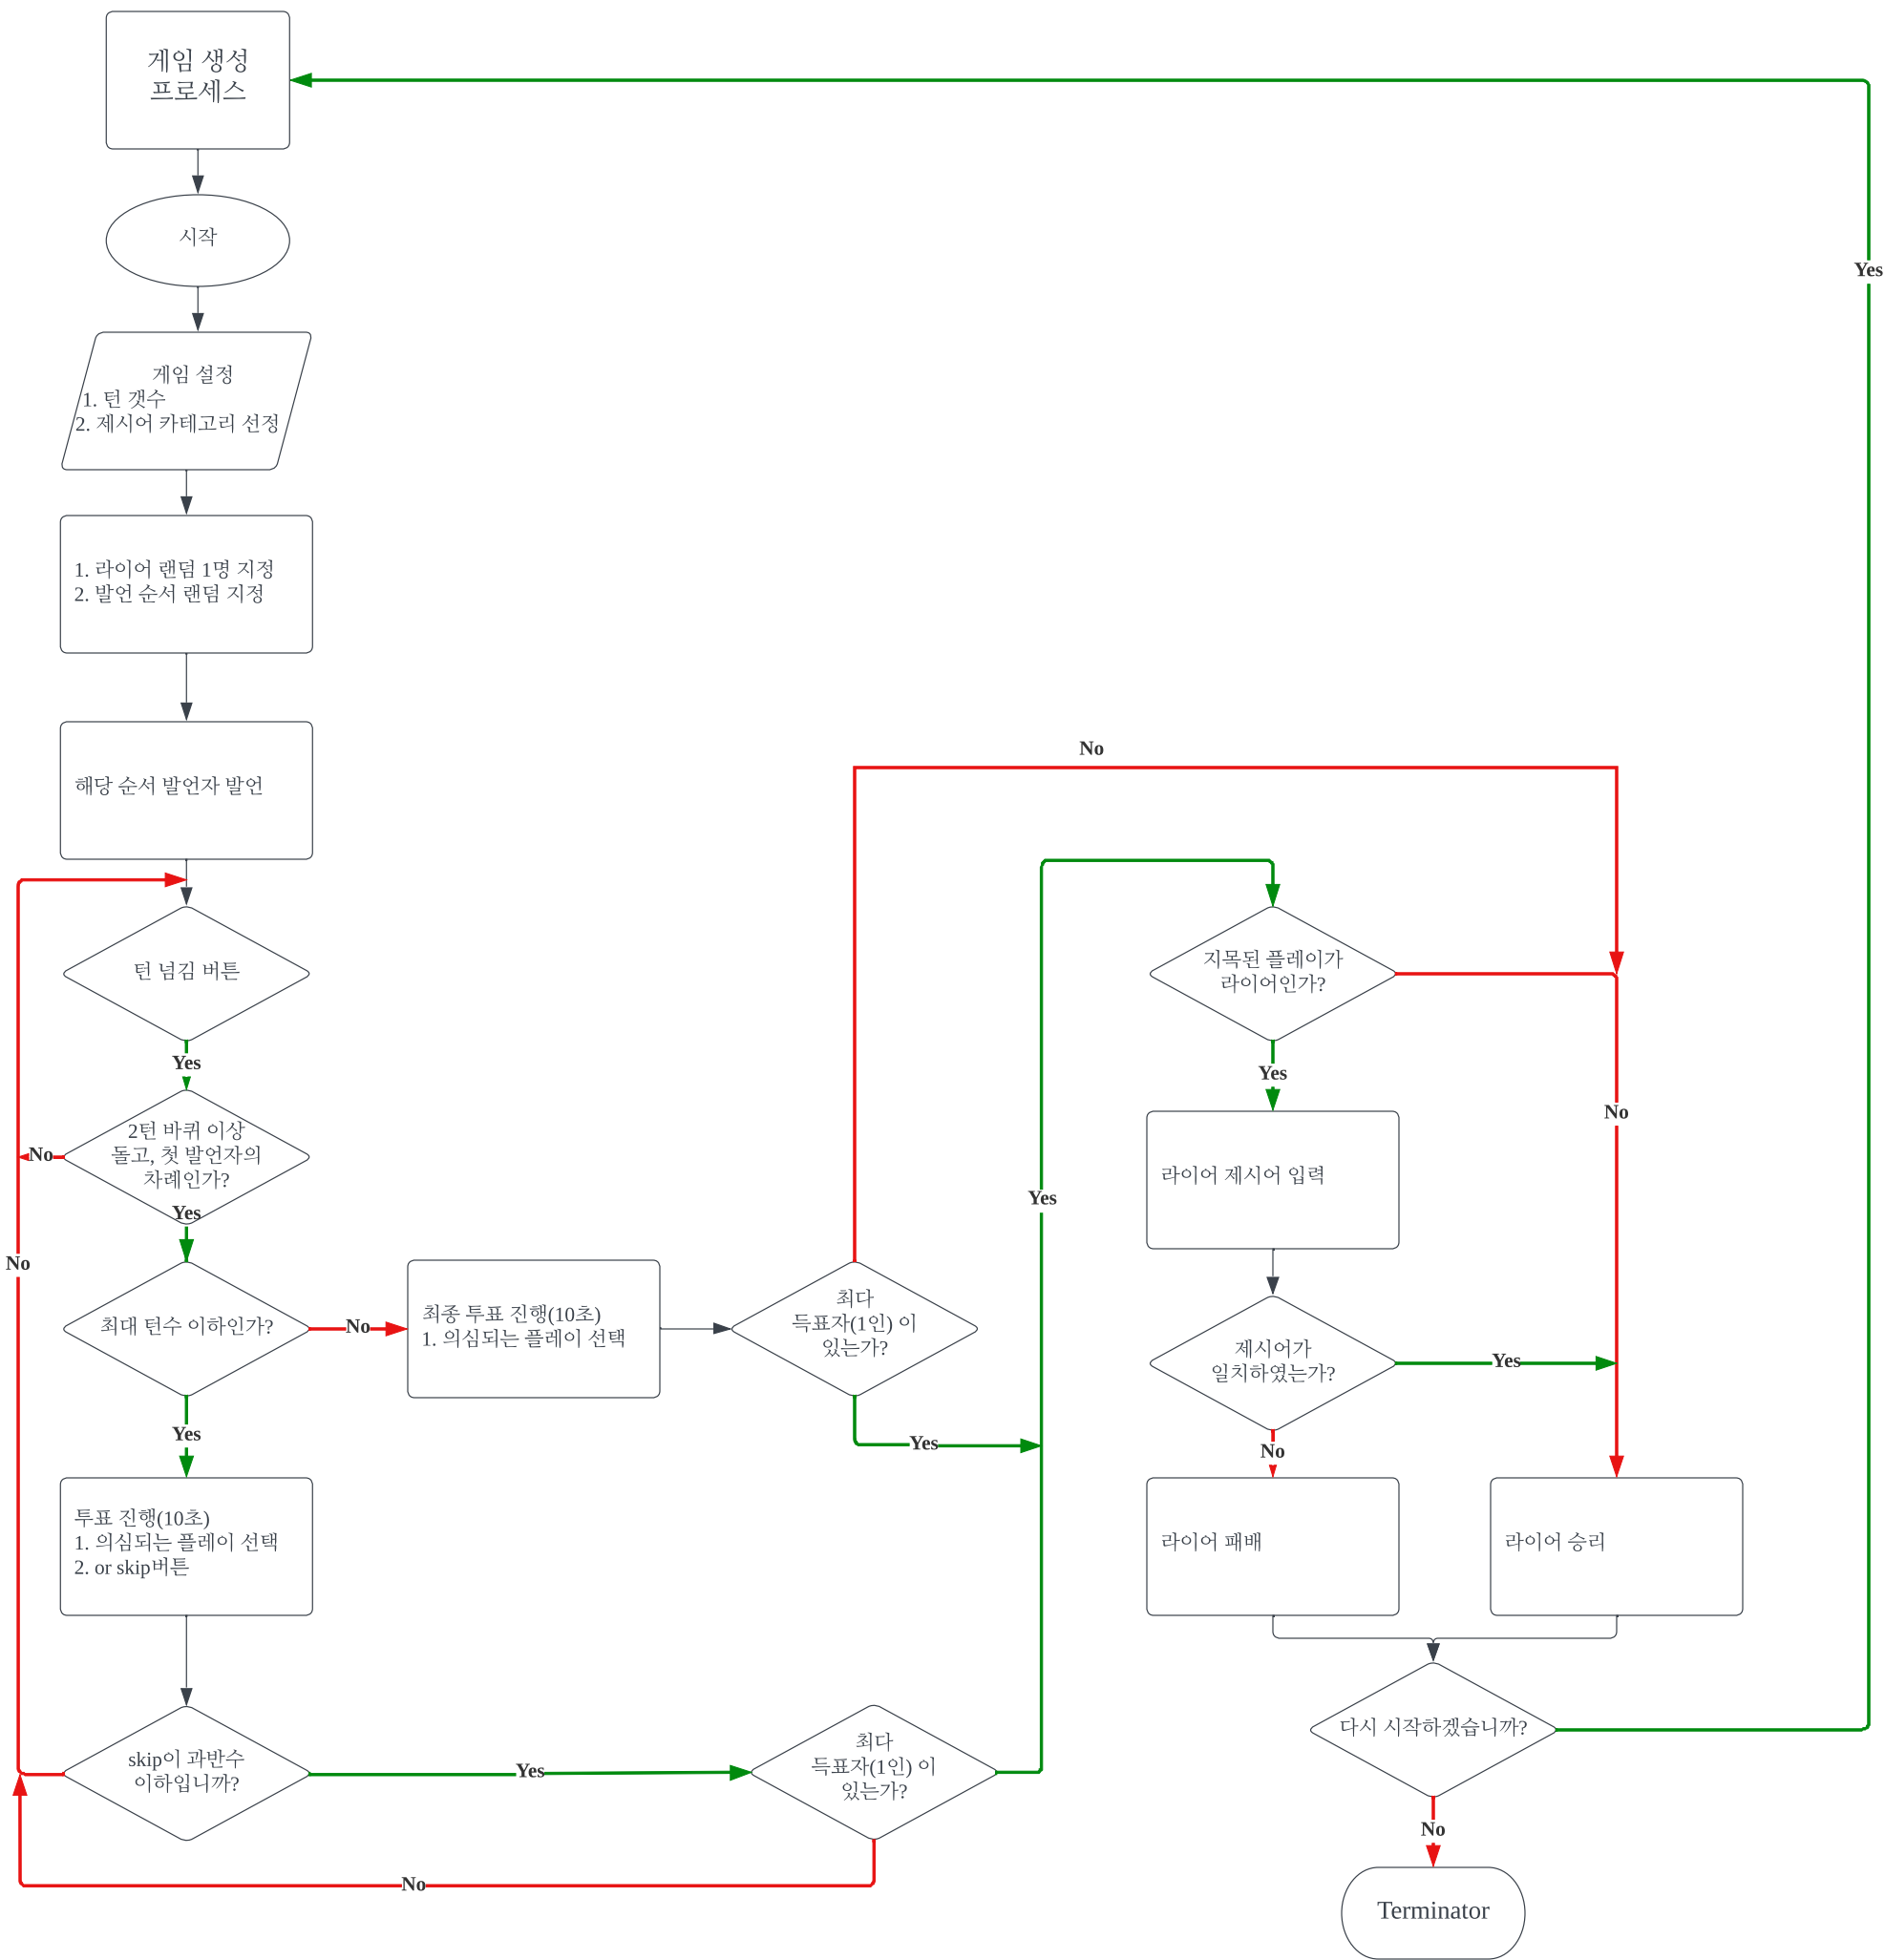 게임 생성
프로세스
시작
게임 설정
1. 턴 갯수
2. 제시어 카테고리 선정
1. 라이어 랜덤 1명 지정
2. 발언 순서 랜덤 지정
해당 순서 발언자 발언
턴 넘김 버튼
Yes
2턴 바퀴 이상
돌고, 첫 발언자의
차례인가?
No
Yes
No
최대 턴수 이하인가?
No
Yes
최종 투표 진행(10초)
1. 의심되는 플레이 선택
최다
득표자(1인) 이
있는가?
No
Yes
투표 진행(10초)
1. 의심되는 플레이 선택
2. or skip버튼
skip이 과반수
이하입니까?
Yes
최다
득표자(1인) 이
있는가?
No
Yes
지목된 플레이가
라이어인가?
Yes
No
라이어 제시어 입력
제시어가
일치하였는가?
Yes
No
라이어 패배
라이어 승리
다시 시작하겠습니까?
Yes
No
Terminator